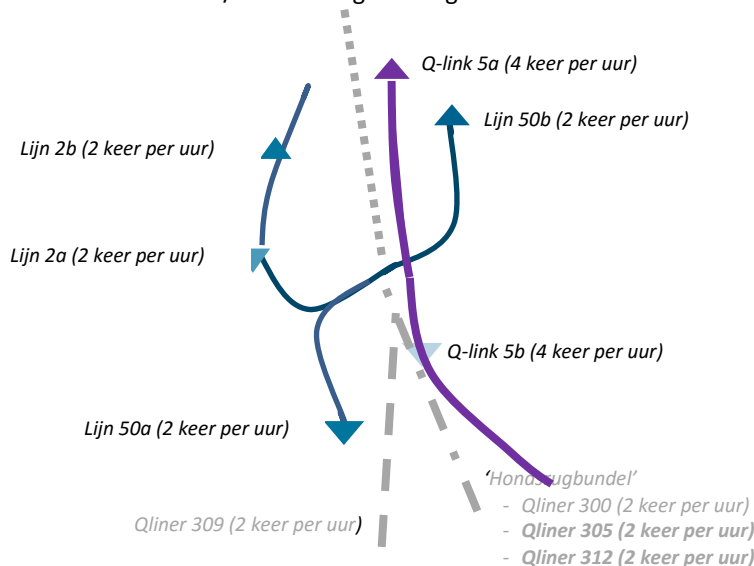 Q-link 5a (4 keer per uur)
Lijn 50b (2 keer per uur)
Lijn 2b (2 keer per uur)
Lijn 2a (2 keer per uur)
Q-link 5b (4 keer per uur)
Lijn 50a (2 keer per uur)
'Hondsrugbundel'
- Qliner 300 (2 keer per uur)
Qliner 309 (2 keer per uur)
- Qliner 305 (2 keer per uur)
- Qliner 312 (2 keer per uur)